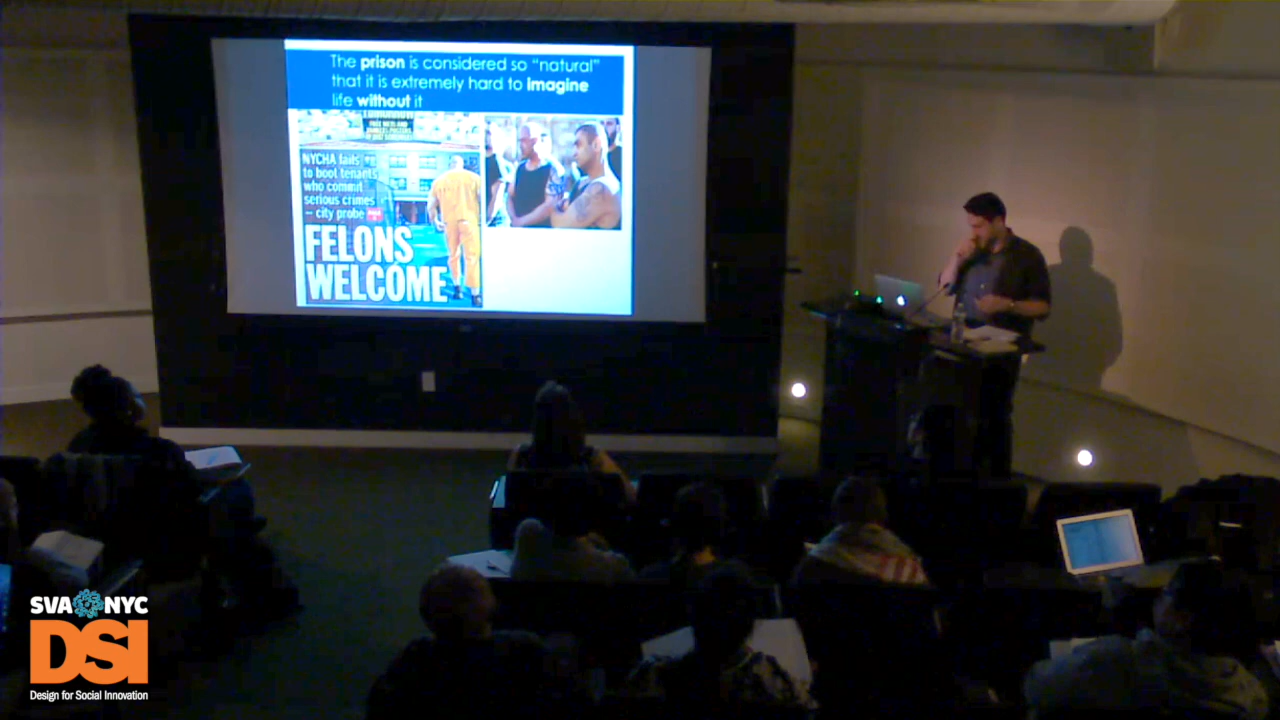 The prison is considered so “natural”
that it is extremely hard to imagine
life without it
NYCHA fails
to boot tenants
who commit
serious crimes
– city probe
FELONS
WELCOME
SVA NYC
DSI
Design for Social Innovation